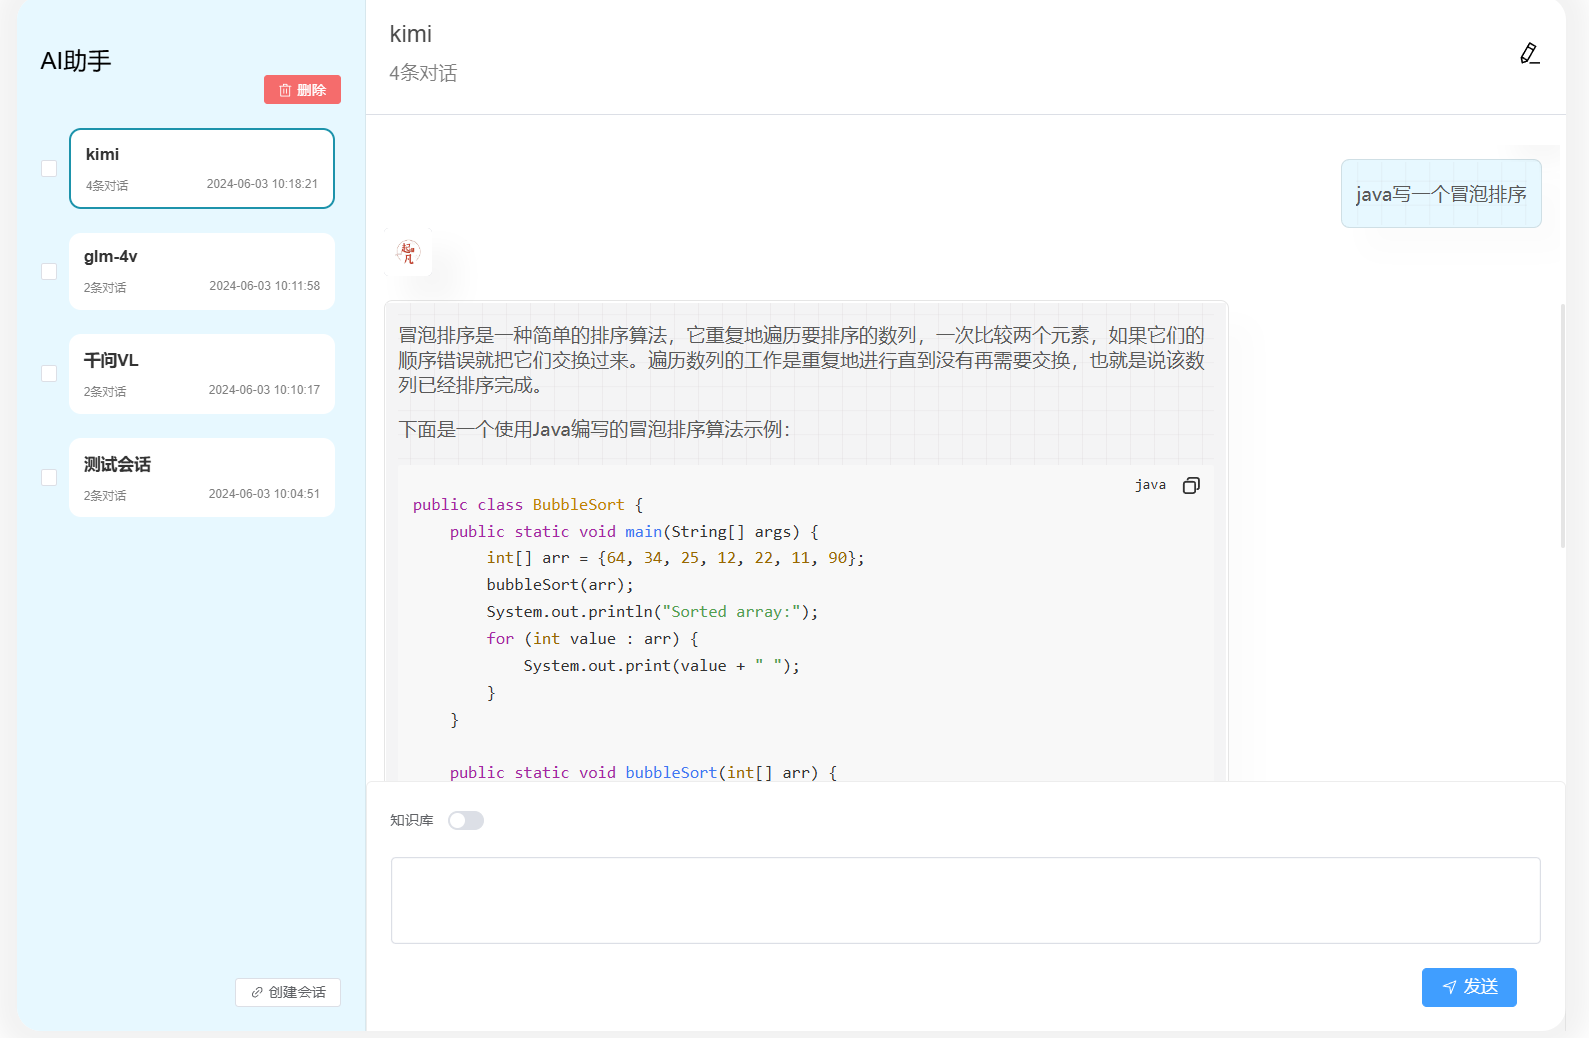 AI助手
删除
kimi
4条对话
2024-06-03 10:18:21
glm-4v
2条对话
2024-06-03 10:11:58
千问VL
2条对话
2024-06-03 10:10:17
测试会话
2条对话
2024-06-03 10:04:51
创建会话
kimi
4条对话
java写一个冒泡排序
起凡
冒泡排序是一种简单的排序算法，它重复地遍历要排序的数列，一次比较两个元素，如果它们的
顺序错误就把它们交换过来。遍历数列的工作是重复地进行直到没有再需要交换，也就是说该数
列已经排序完成。
下面是一个使用Java编写的冒泡排序算法示例：
java
public class BubbleSort {
    public static void main(String[] args) {
        int[] arr = {64, 34, 25, 12, 22, 11, 90};
        bubbleSort(arr);
        System.out.println("Sorted array:");
        for (int value : arr) {
            System.out.print(value + " ");
        }
    }
    public static void bubbleSort(int[] arr) {
知识库
发送